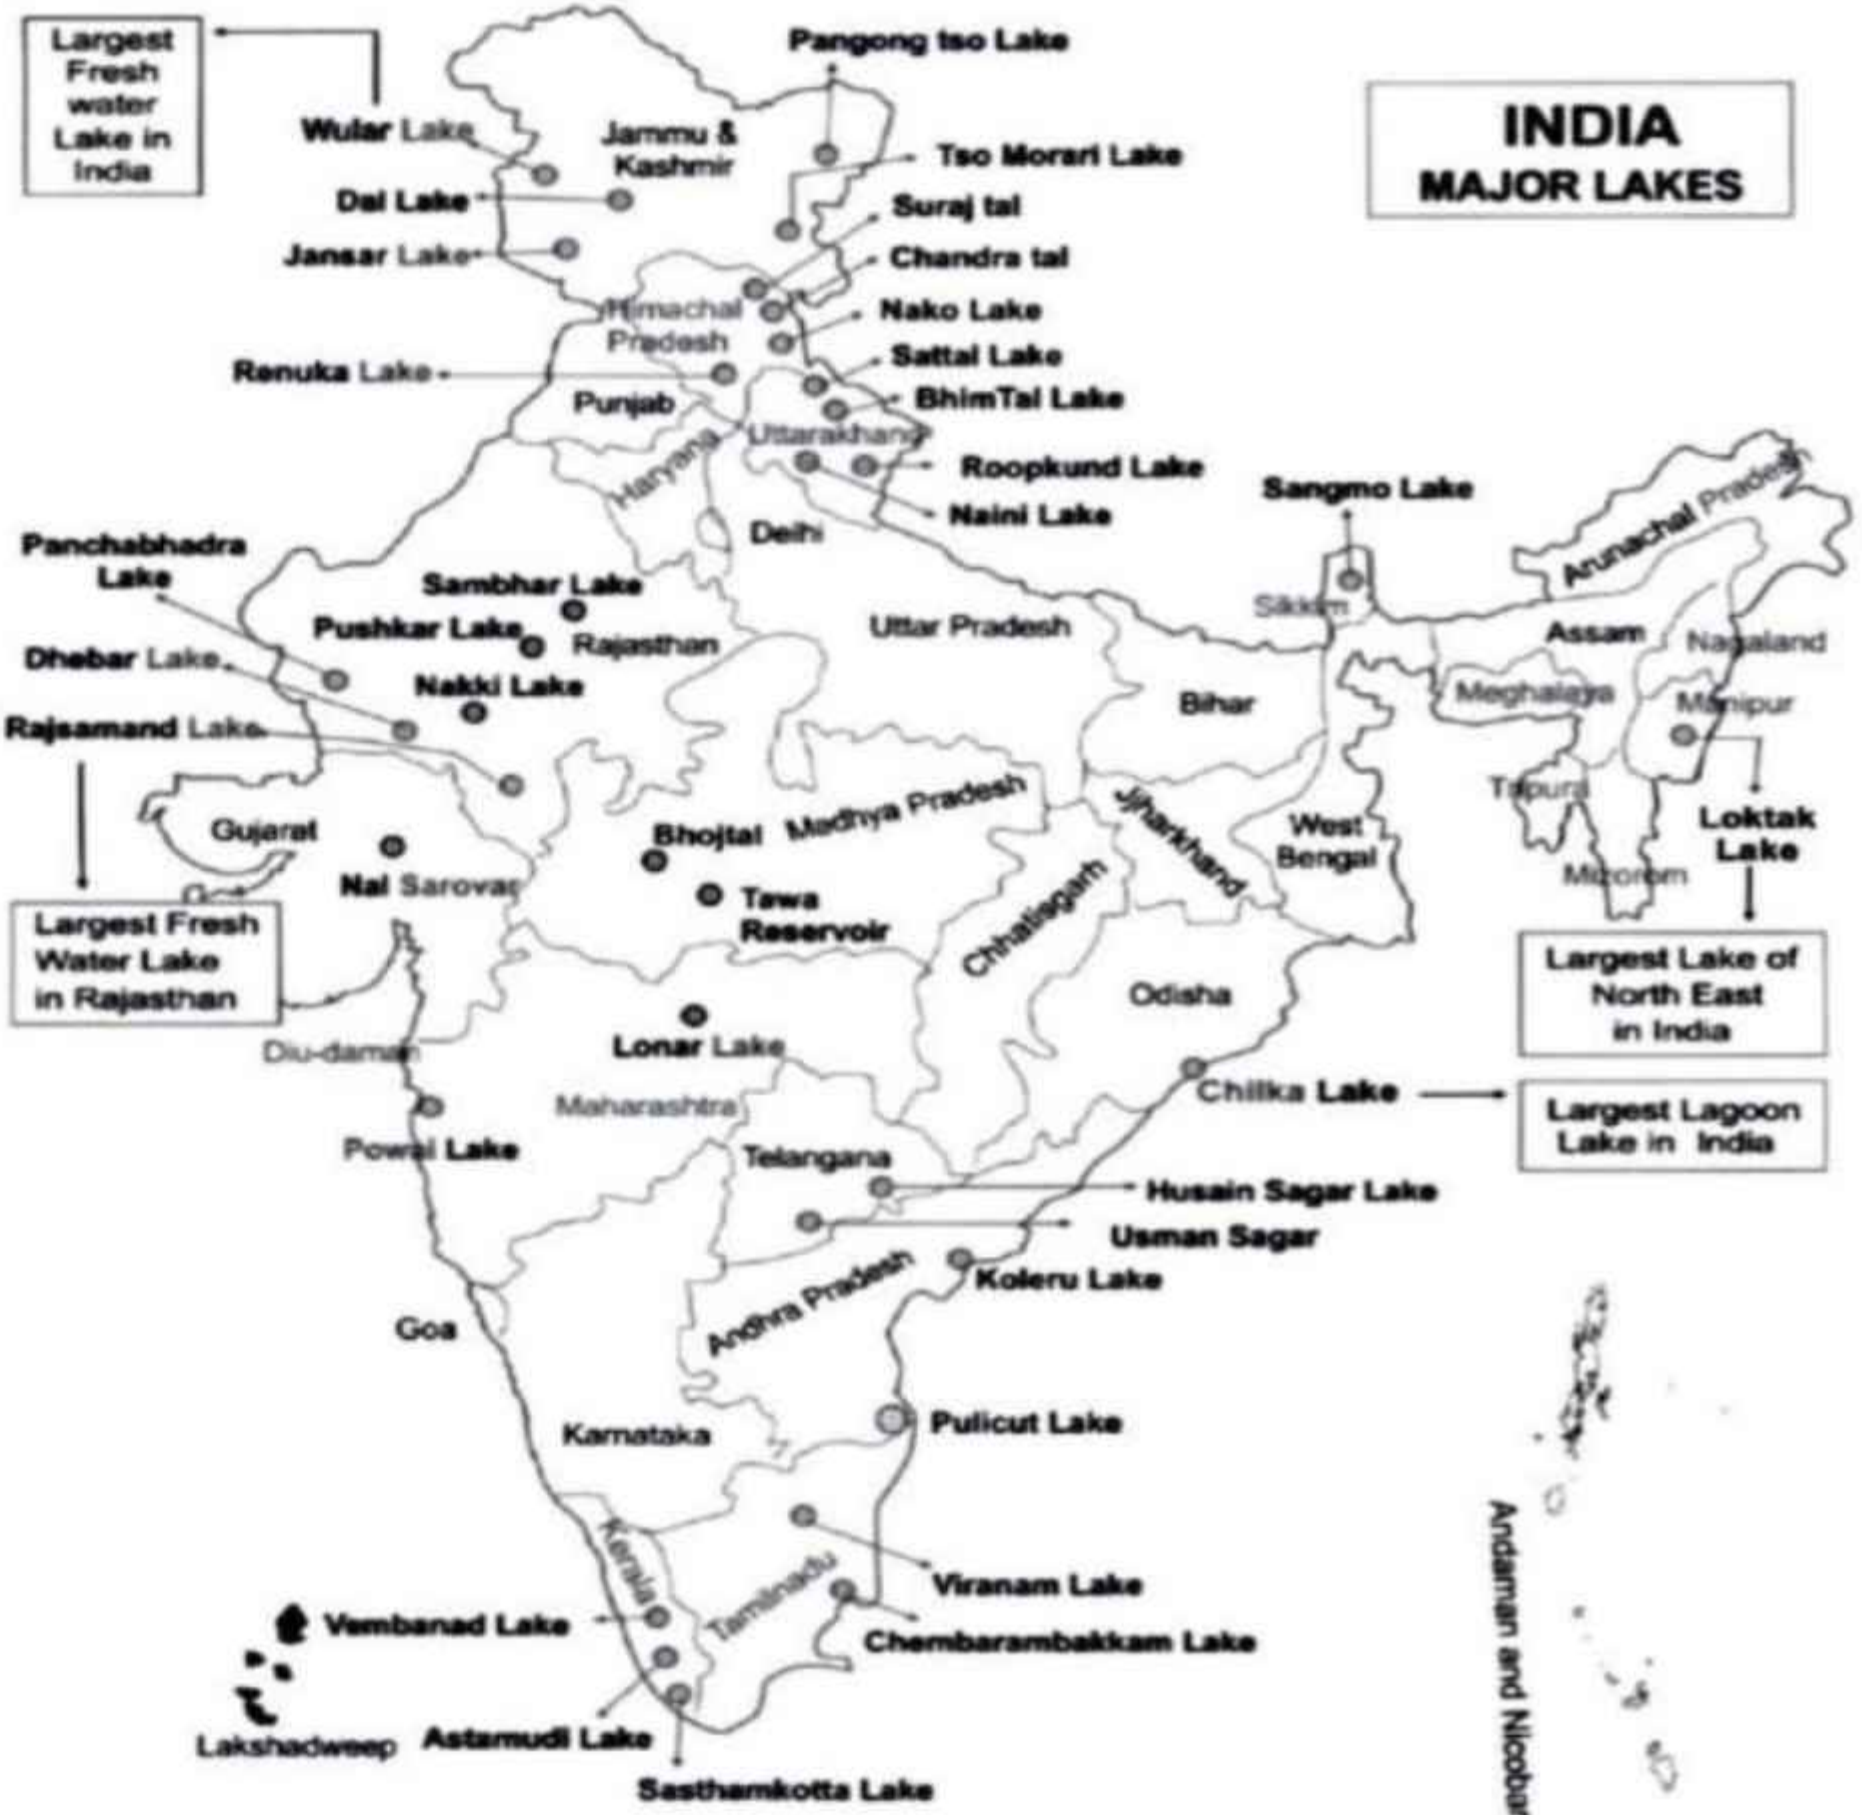 Largest
Fresh
water
Lake in
India
Pangong tso Lake
INDIA
MAJOR LAKES
Wular Lake
Jammu &
Kashmir
Tso Morari Lake
Dal Lake
Suraj tal
Jansar Lake
Chandra tal
Himachal
Pradesh
Nako Lake
Sattal Lake
Renuka Lake
BhimTal Lake
Punjab
Uttarakhand
Haryana
Roopkund Lake
Naini Lake
Sangmo Lake
Arunachal Pradesh
Delhi
Panchabhadra
Lake
Sambhar Lake
Sikkim
Pushkar Lake
Rajasthan
Uttar Pradesh
Assam
Nagaland
Dhebar Lake
Nakki Lake
Bihar
Meghalaya
Manipur
Rajsamand Lake
Tripura
Jjharkhand
Madhya Pradesh
Gujarat
Bhojtal
West
Bengal
Loktak
Lake
Mizorom
Nal Sarovar
Tawa
Reservoir
Chhatisgarh
Largest Fresh
Water Lake
in Rajasthan
Largest Lake of
North East
in India
Odisha
Diu-daman
Lonar Lake
Chilka Lake
Largest Lagoon
Lake in India
Maharashtra
Powai Lake
Telangana
Husain Sagar Lake
Usman Sagar
Koleru Lake
Andhra Pradesh
Goa
Karnataka
Pulicut Lake
Kerala
Tamilnadu
Viranam Lake
Vembanad Lake
Chembarambakkam Lake
Lakshadweep
Astamudi Lake
Sasthamkotta Lake
Andaman and Nicobar